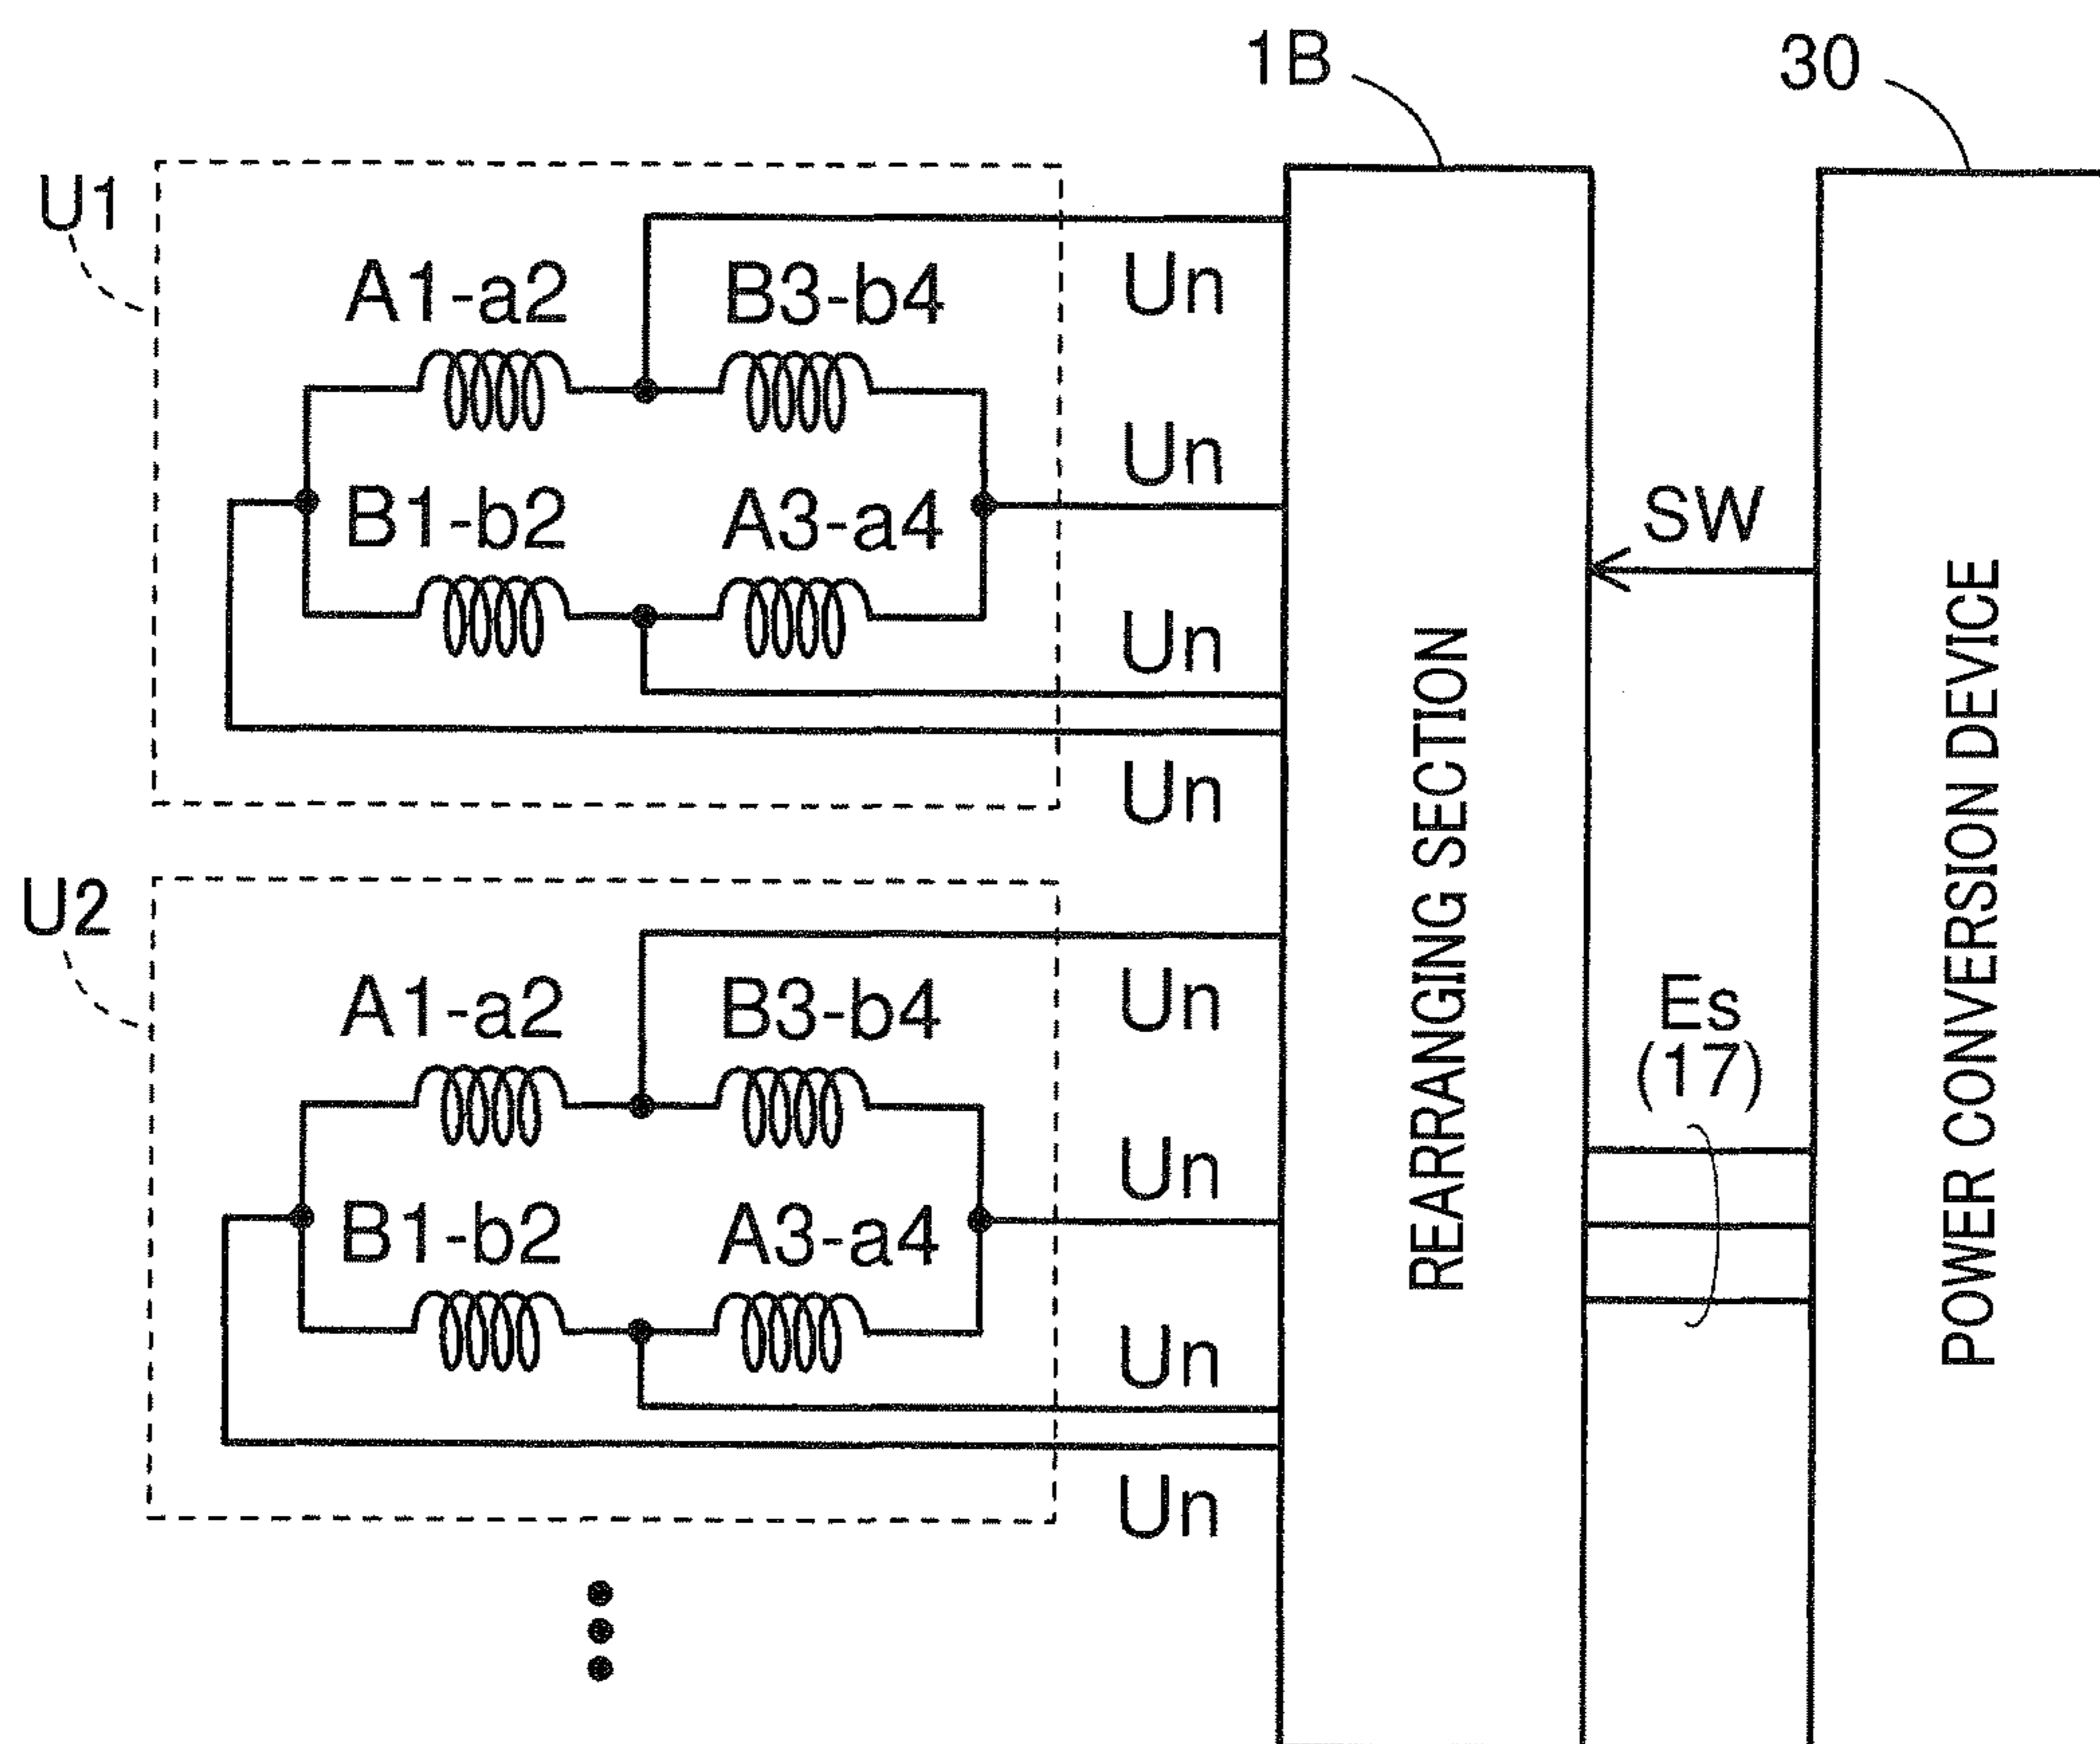 1B
30
U1
A1-a2
B3-b4
Un
Un
B1-b2
A3-a4
SW
Un
Un
REARRANGING SECTION
POWER CONVERSION DEVICE
U2
A1-a2
B3-b4
Un
Es
(17)
Un
B1-b2
A3-a4
Un
Un